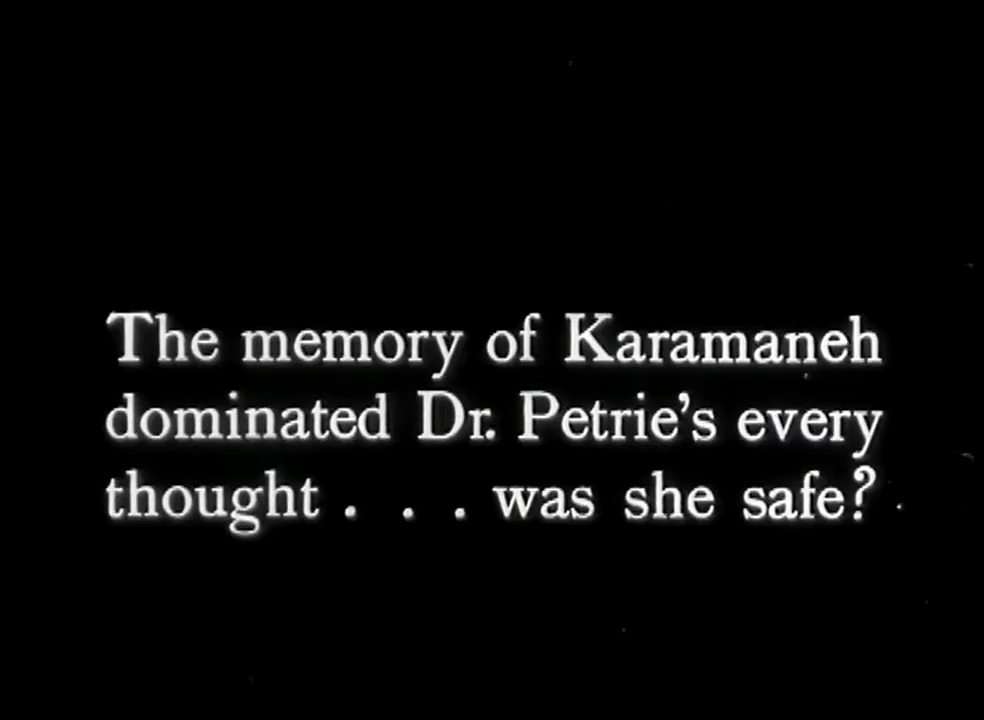 The memory of Karamaneh
dominated Dr. Petrie’s every
thought . . . was she safe?